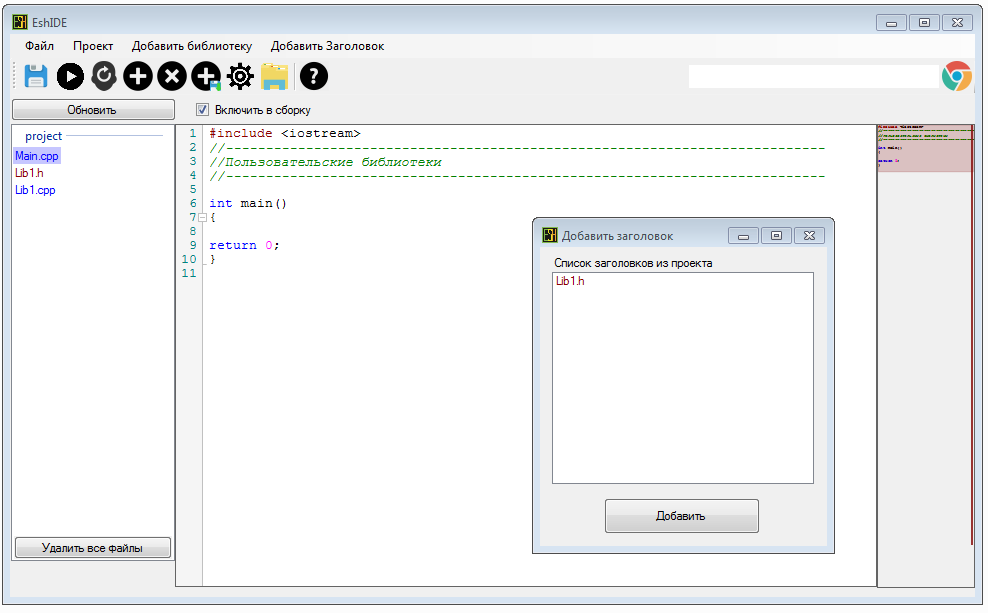 EshIDE
Файл Проект Добавить библиотеку Добавить Заголовок
Обновить
Включить в сборку
project
Main.cpp
Lib1.h
Lib1.cpp
Удалить все файлы
1 #include <iostream>
2 //---------------------------------------------------------------------------
3 //Пользовательские библиотеки
4 //---------------------------------------------------------------------------
5
6 int main()
7 {
8
9 return 0;
10 }
11
Добавить заголовок
Список заголовков из проекта
Lib1.h
Добавить